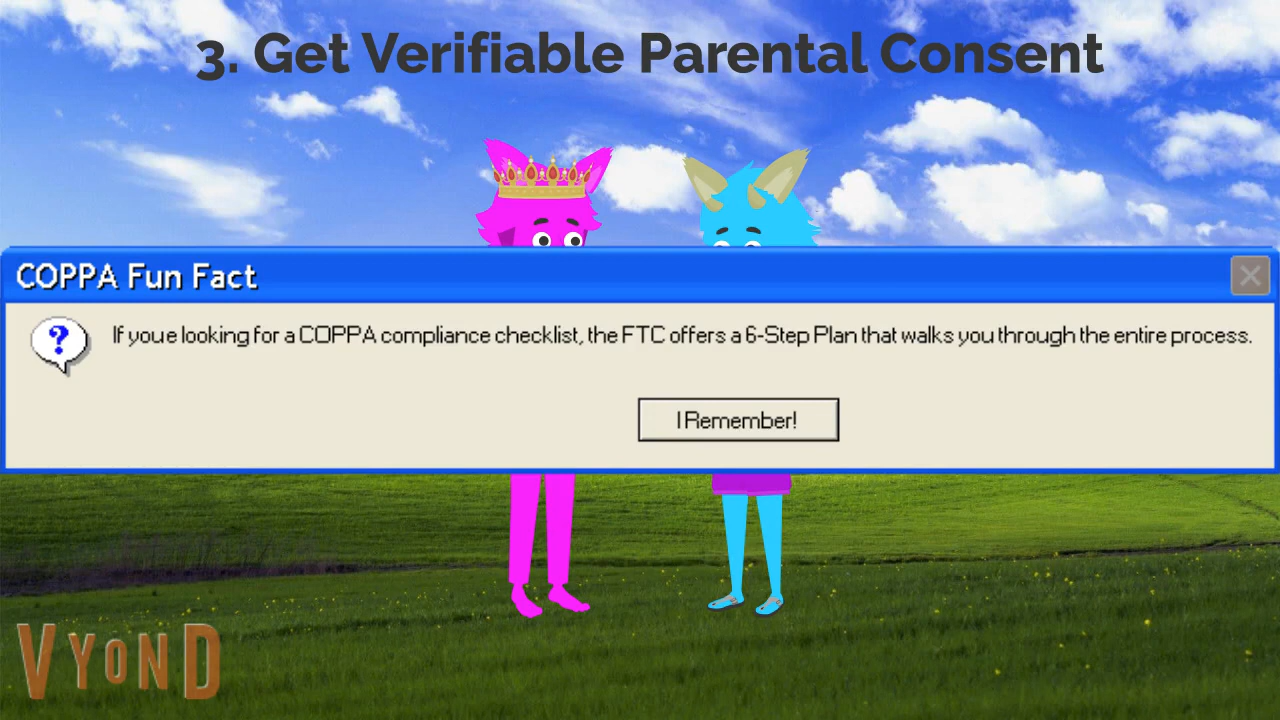 3. Get Verifiable Parental Consent
COPPA Fun Fact
?
If youe looking for a COPPA compliance checklist, the FTC offers a 6-Step Plan that walks you through the entire process.
I Remember!
VYOND